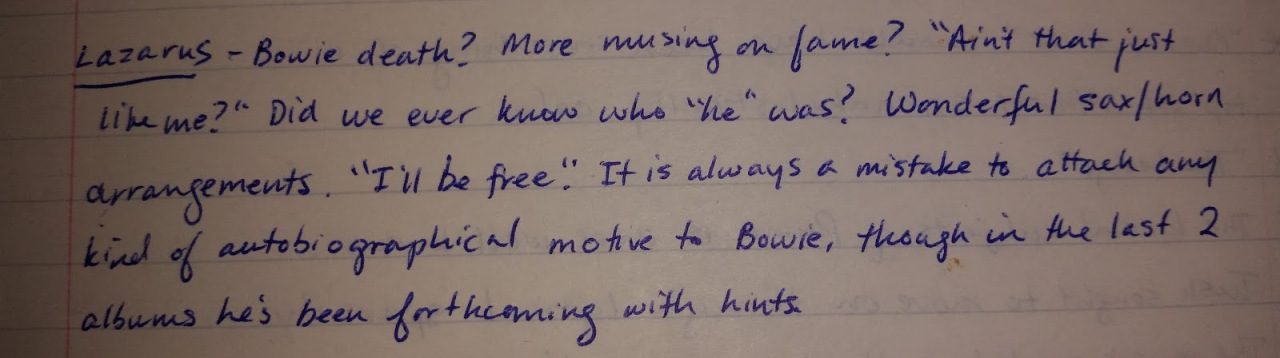 Lazarus - Bowie death? More musing on fame? "Ain't that just
like me?" Did we ever know who "he" was? Wonderful sax/horn
arrangements. "I'll be free". It is always a mistake to attach any
kind of autobiographical motive to Bowie, though in the last 2
albums he's been forthcoming with hints.